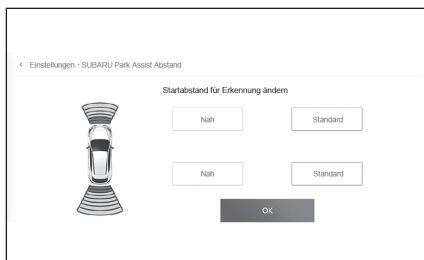 < Einstellungen • SUBARU Park Assist Abstand
Startabstand für Erkennung ändern
Nah Standard
Nah Standard
OK